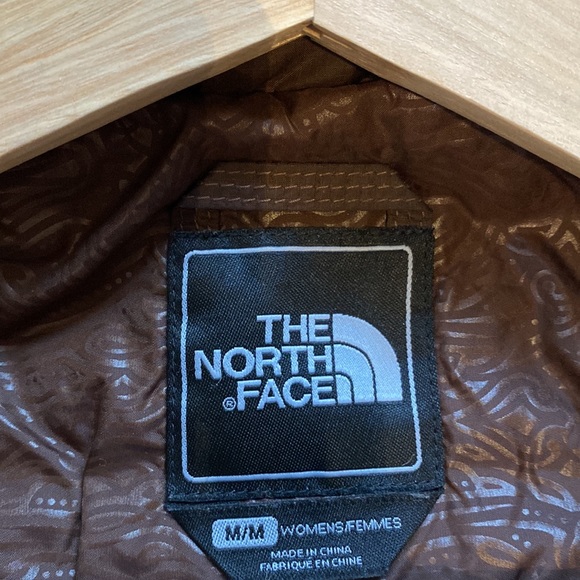 THE
NORTH
® FACE
M/M WOMENS/FEMMES
MADE IN CHINA
FABRIQUÉ EN CHINE